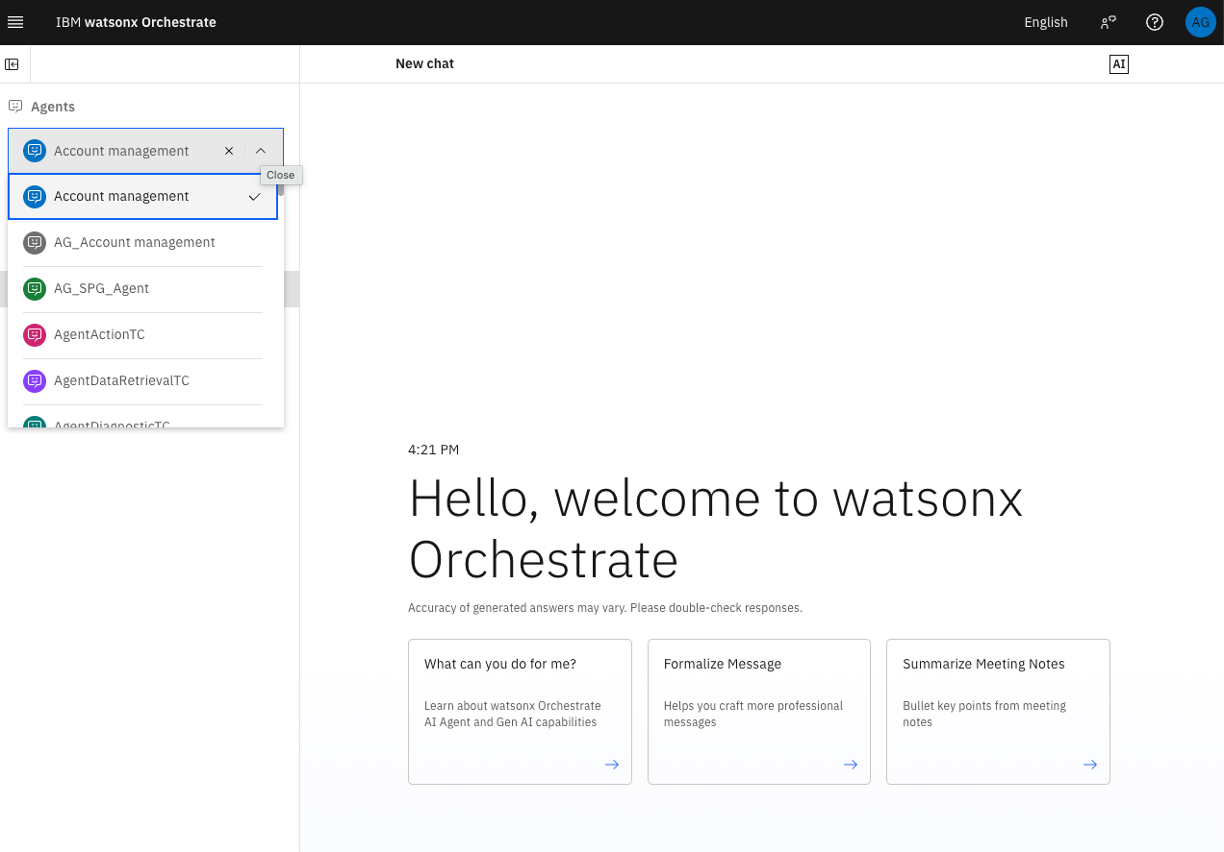 IBM watsonx Orchestrate
English
AG
New chat
AI
Agents
Account management
Close
Account management
AG_Account management
AG_SPG_Agent
AgentActionTC
AgentDataRetrievalTC
AgentDiagnosticTC
4:21 PM
Hello, welcome to watsonx
Orchestrate
Accuracy of generated answers may vary. Please double-check responses.
What can you do for me?
Learn about watsonx Orchestrate
AI Agent and Gen AI capabilities
Formalize Message
Helps you craft more professional
messages
Summarize Meeting Notes
Bullet key points from meeting
notes